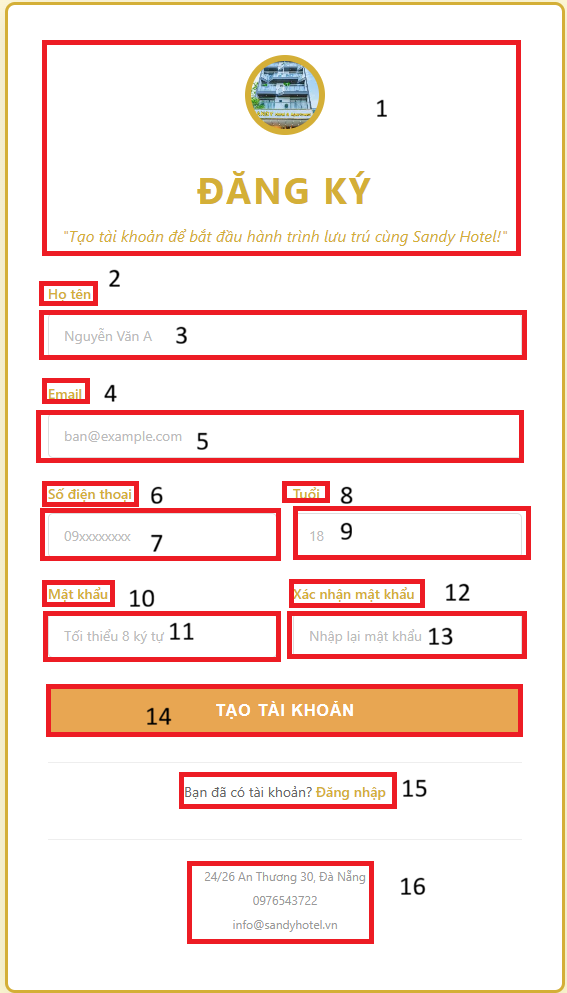 1
ĐĂNG KÝ
"Tạo tài khoản để bắt đầu hành trình lưu trú cùng Sandy Hotel!"
2
Họ tên
Nguyễn Văn A 3
Email 4
ban@example.com 5
Số điện thoại 6 Tuổi 8
09xxxxxxxx 7 18 9
Mật khẩu 10 Xác nhận mật khẩu 12
Tối thiểu 8 ký tự 11 Nhập lại mật khẩu 13
14 TẠO TÀI KHOẢN
Bạn đã có tài khoản? Đăng nhập 15
24/26 An Thương 30, Đà Nẵng
0976543722 16
info@sandyhotel.vn